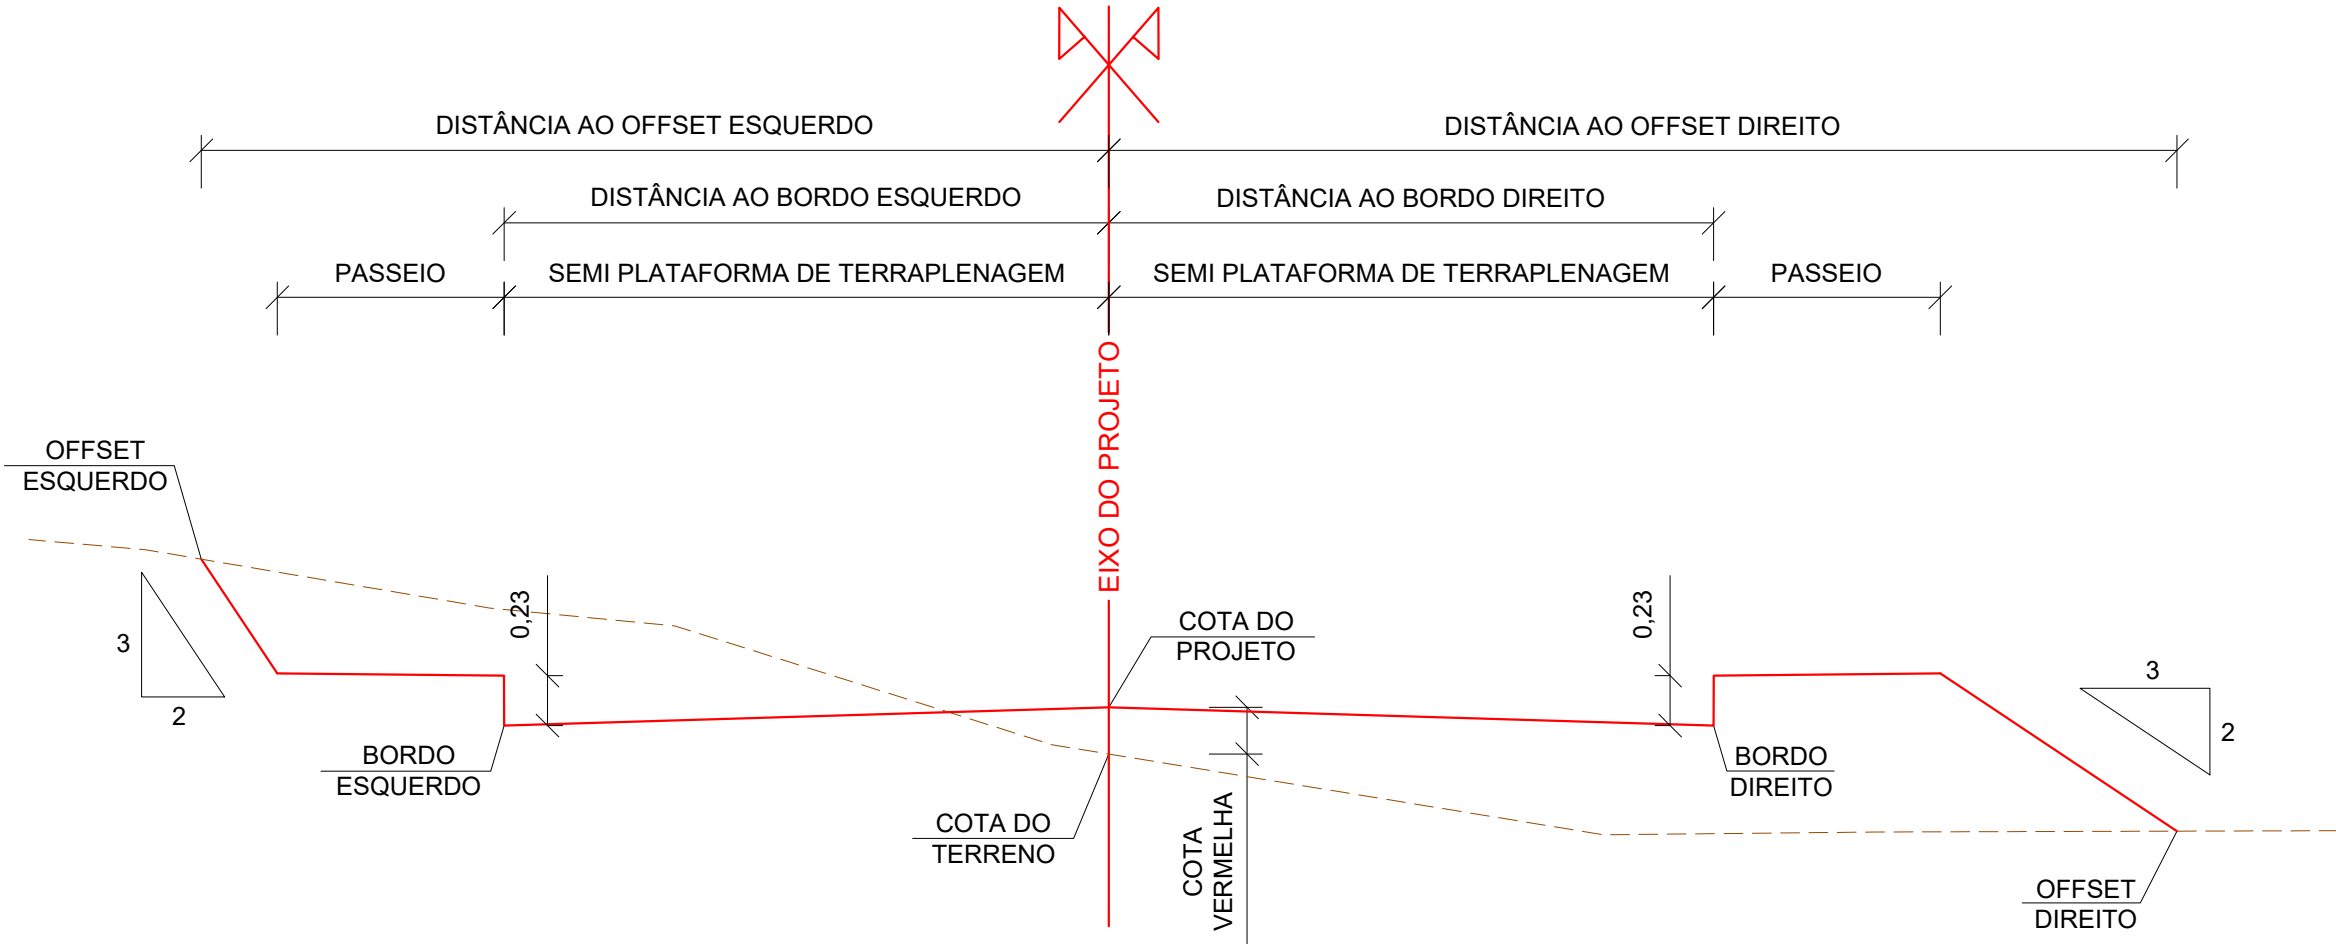 DISTÂNCIA AO OFFSET ESQUERDO
DISTÂNCIA AO OFFSET DIREITO
DISTÂNCIA AO BORDO ESQUERDO
DISTÂNCIA AO BORDO DIREITO
PASSEIO
SEMI PLATAFORMA DE TERRAPLENAGEM
SEMI PLATAFORMA DE TERRAPLENAGEM
PASSEIO
EIXO DO PROJETO
OFFSET
ESQUERDO
3
2
0,23
BORDO
ESQUERDO
COTA DO
PROJETO
COTA DO
TERRENO
COTA
VERMELHA
0,23
BORDO
DIREITO
3
2
OFFSET
DIREITO